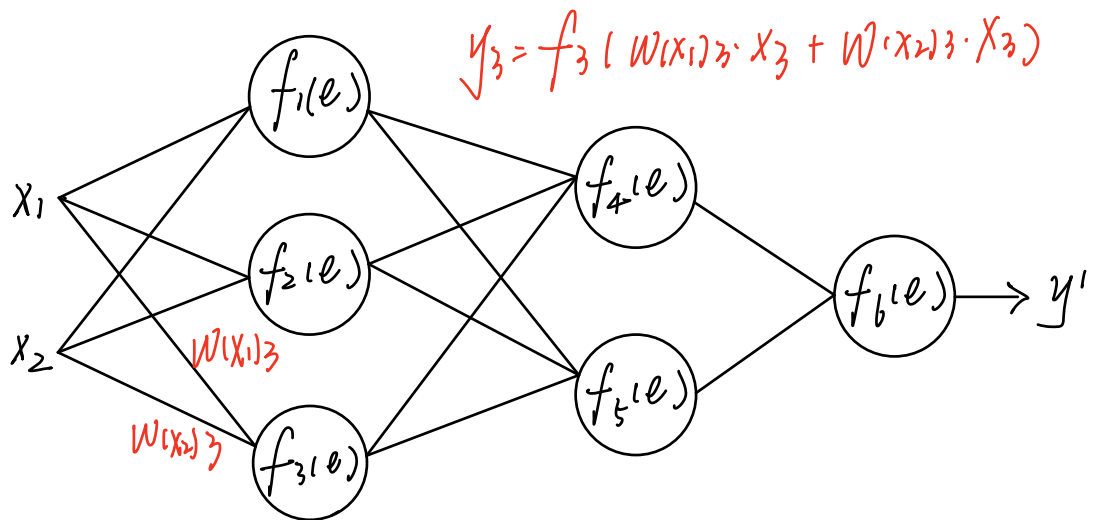 y₃ = f₃ ( W(x₁)₃ · x₃ + W(x₂)₃ · x₃ )
f₁(e)
f₄(e)
x₁
f₂(e)
f₆(e) → y'
W(x₁)₃
x₂
f₅(e)
W(x₂)₃
f₃(e)